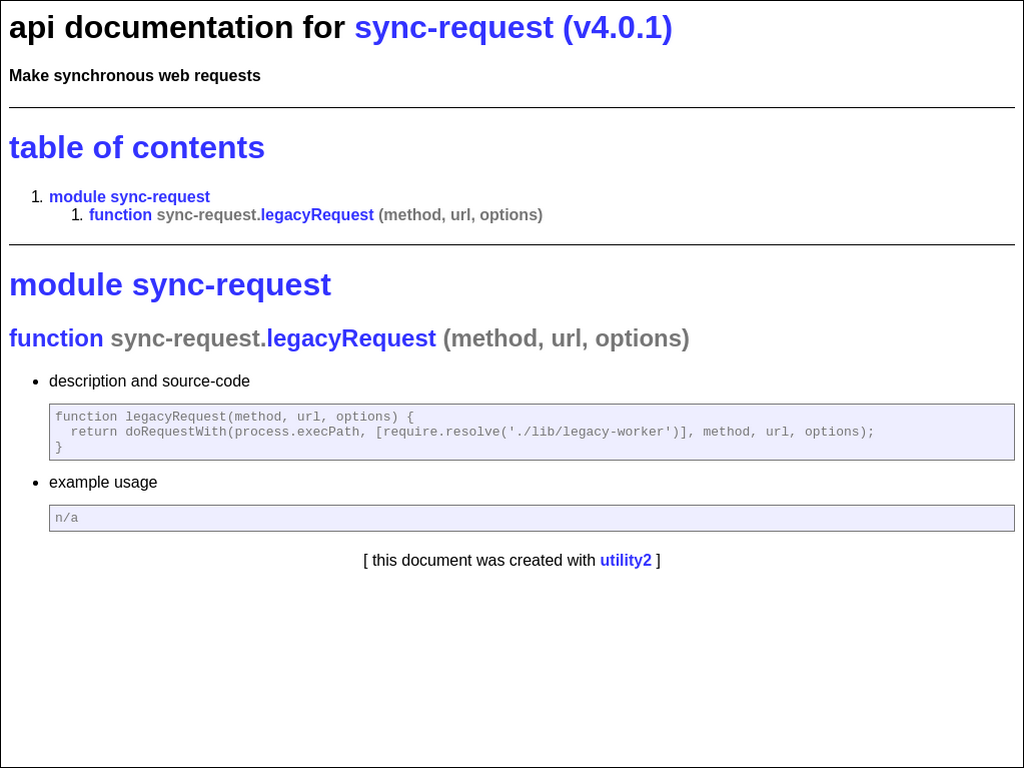 api documentation for sync-request (v4.0.1)
Make synchronous web requests
table of contents
1. module sync-request
1. function sync-request.legacyRequest (method, url, options)
module sync-request
function sync-request.legacyRequest (method, url, options)
• description and source-code
function legacyRequest(method, url, options) {
  return doRequestWith(process.execPath, [require.resolve('./lib/legacy-worker')], method, url, options);
}
• example usage
n/a
[ this document was created with utility2 ]